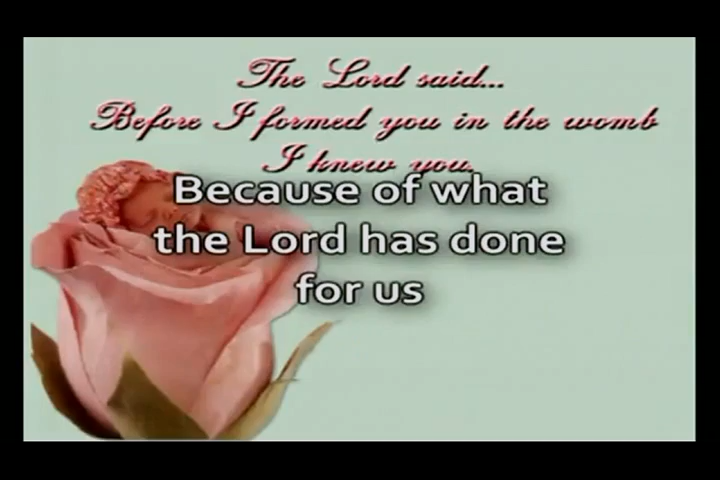 The Lord said...
Before I formed you in the womb
I knew you.
Because of what
the Lord has done
for us